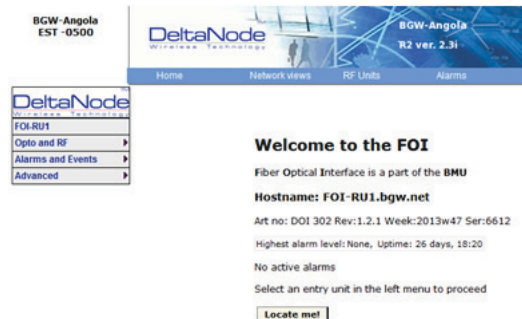 BGW-Angola
EST -0500
DeltaNode
Wireless Technology
BGW-Angola
R2 ver. 2.3i
Home Network views RF Units Alarms
DeltaNode
Wireless Technology
FOI-RU1
Opto and RF
Alarms and Events
Advanced
Welcome to the FOI
Fiber Optical Interface is a part of the BMU
Hostname: FOI-RU1.bgw.net
Art no: DOI 302 Rev:1.2.1 Week:2013w47 Ser:6612
Highest alarm level: None, Uptime: 26 days, 18:20
No active alarms
Select an entry unit in the left menu to proceed
Locate me!